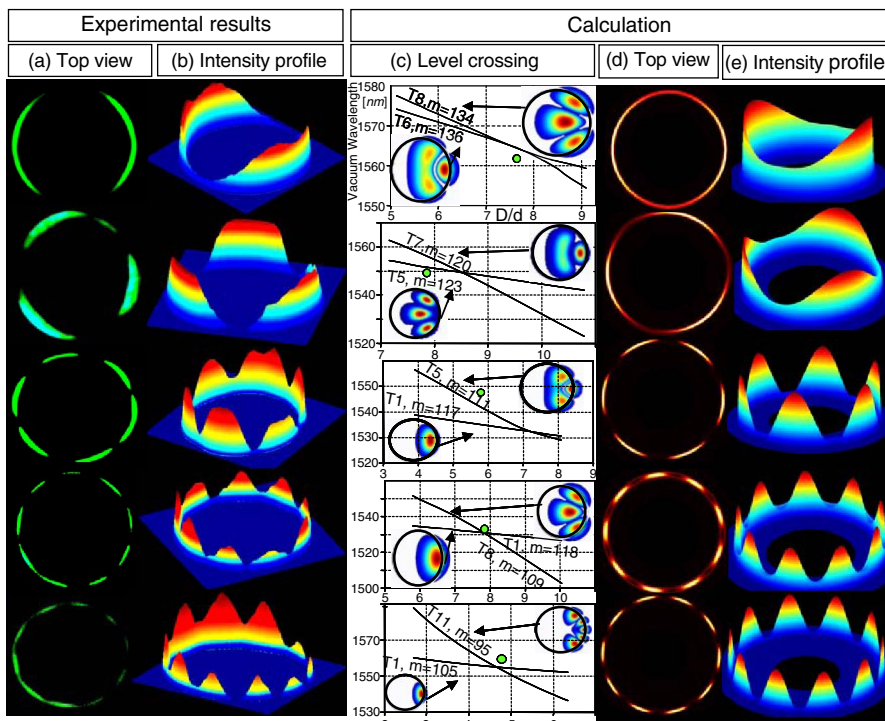 Experimental results
Calculation
(a) Top view
(b) Intensity profile
(c) Level crossing
(d) Top view
(e) Intensity profile
Vacuum Wavelength
[nm]
1580
1570
1560
1550
T8,m=134
T6,m=136
5 6 7 8 9
D/d
1560
1540
1520
T7,m=120
T5, m=123
7 8 9 10
1550
1540
1530
1520
T5, m=111
T1, m=117
3 4 5 6 7 8 9
1540
1520
1500
T1, m=118
T8, m=109
5 6 7 8 9 10
1570
1550
1530
T11, m=95
T1, m=105